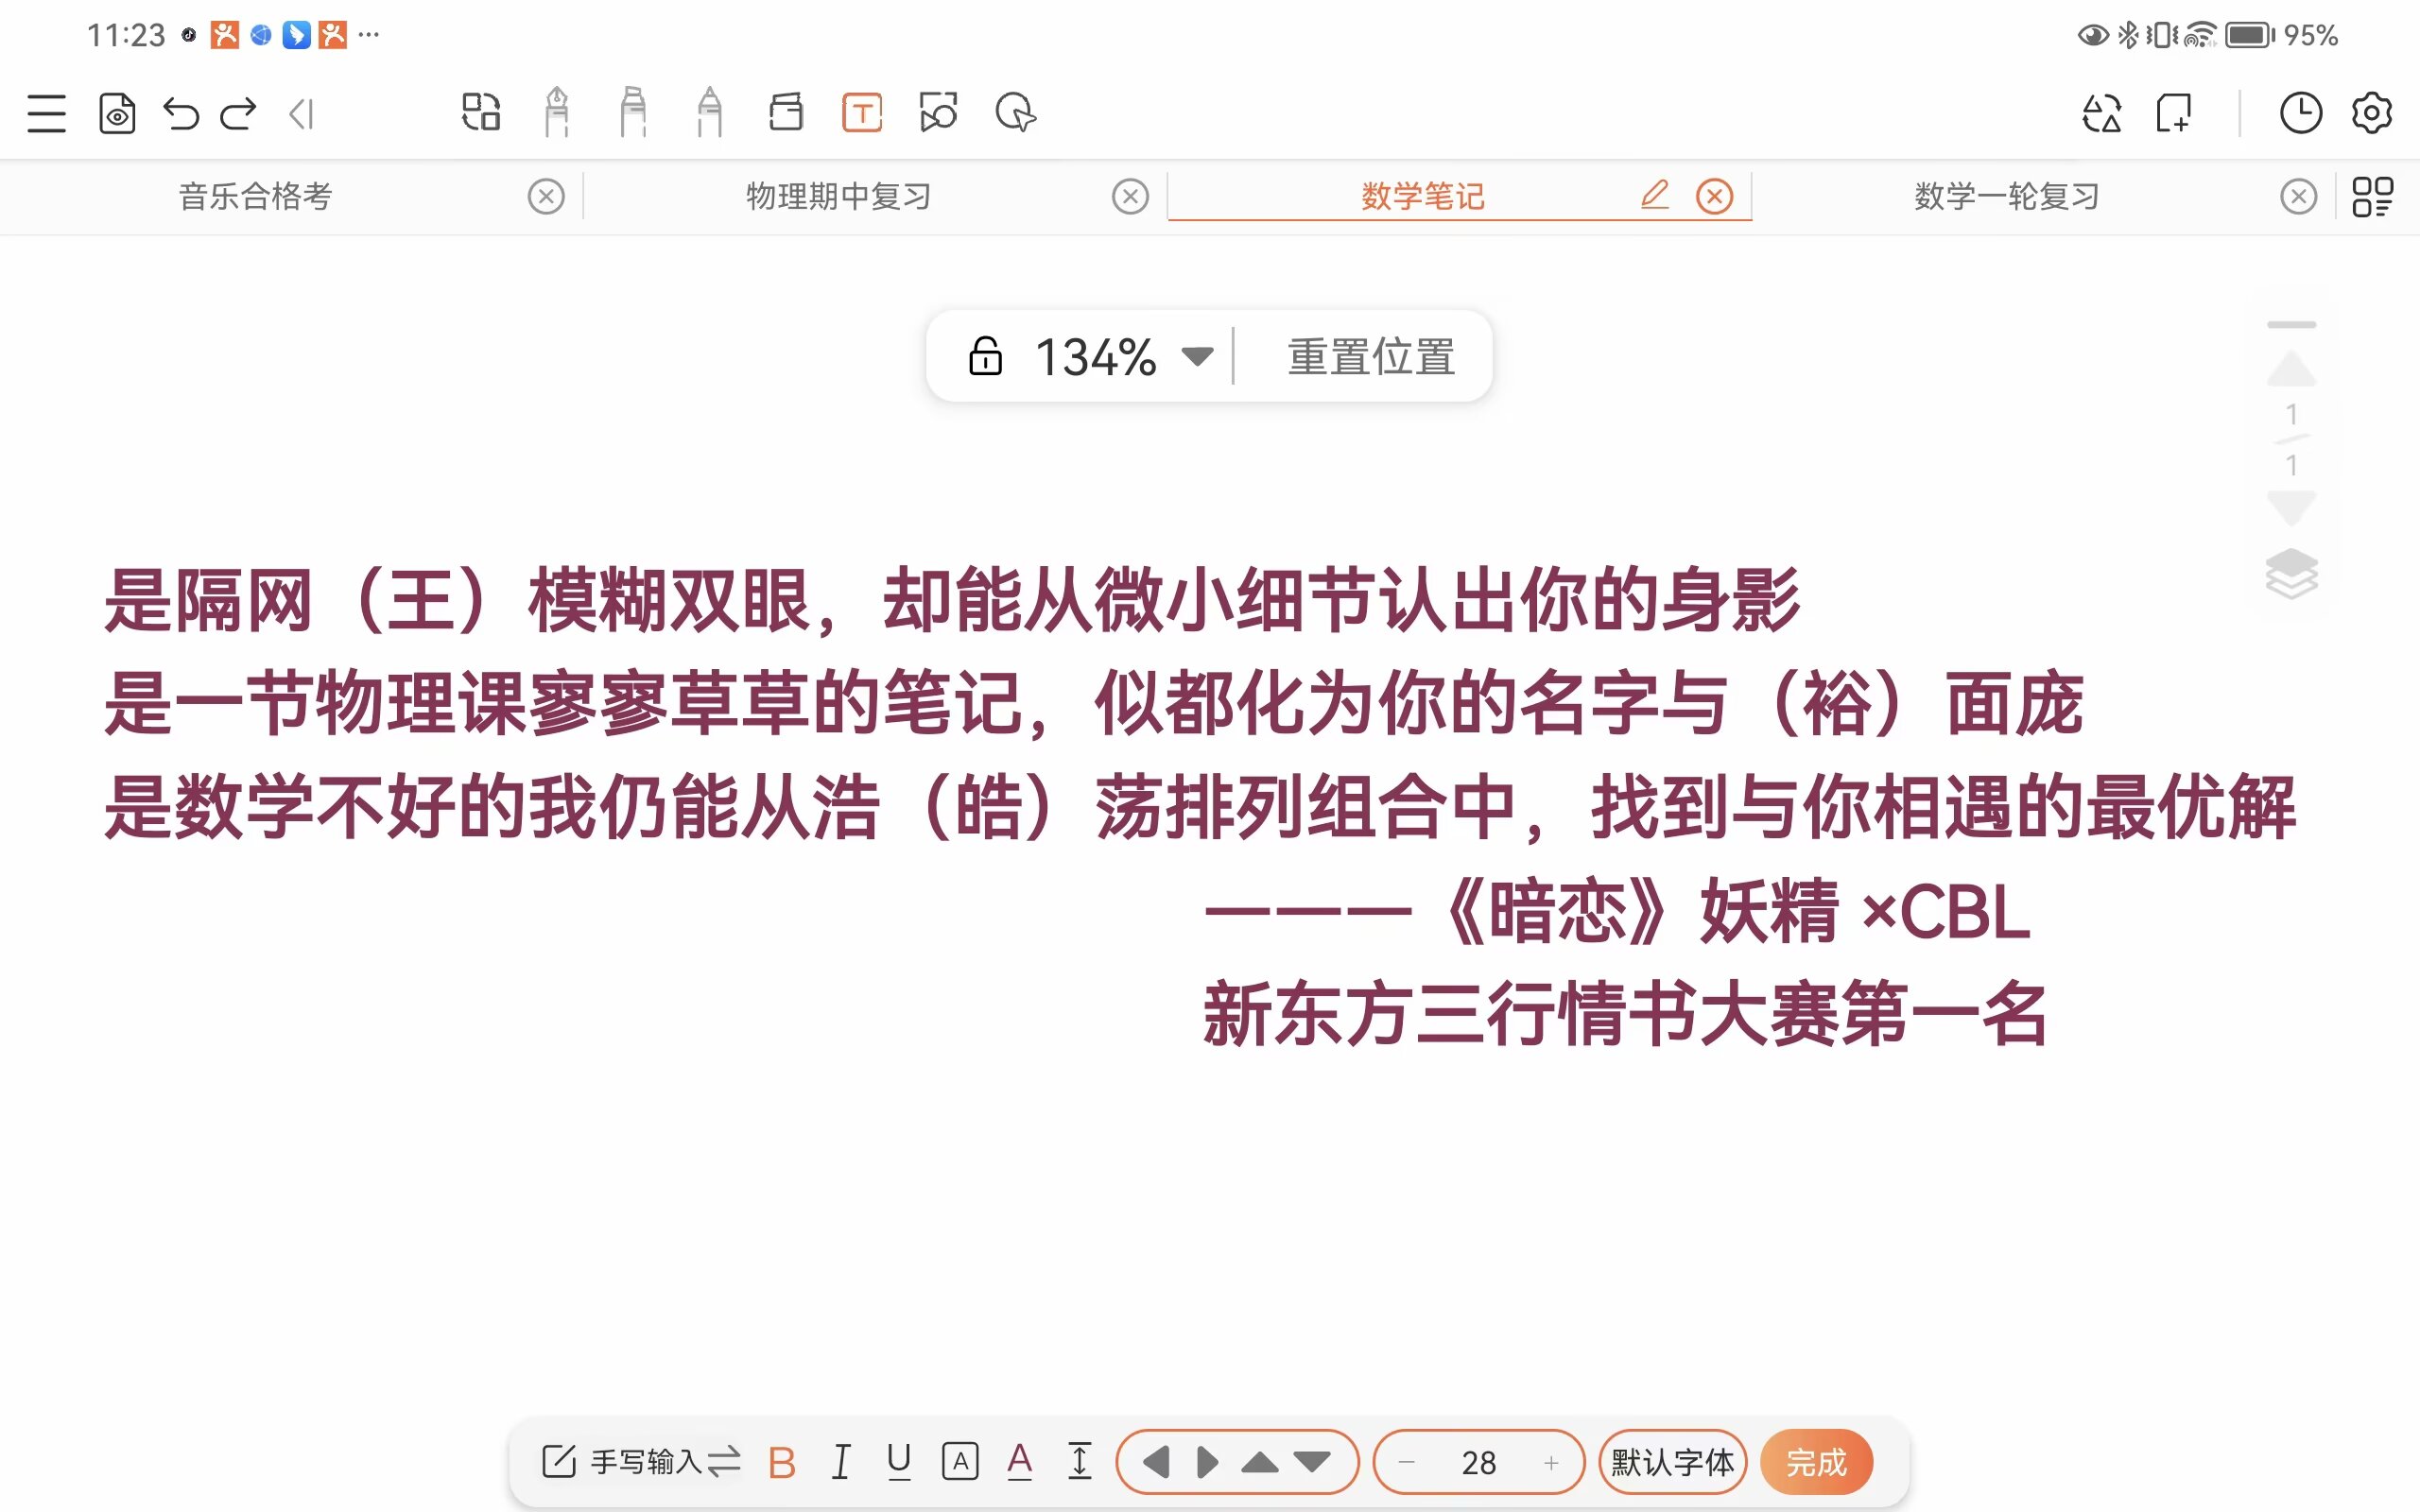 11:23 ··· 95%
音乐合格考 物理期中复习 数学笔记 数学一轮复习
134% 重置位置
1
1
是隔网（王）模糊双眼，却能从微小细节认出你的身影
是一节物理课寥寥草草的笔记，似都化为你的名字与（裕）面庞
是数学不好的我仍能从浩（皓）荡排列组合中，找到与你相遇的最优解
———《暗恋》妖精 ×CBL
新东方三行情书大赛第一名
手写输入 B I U A A − 28 + 默认字体 完成